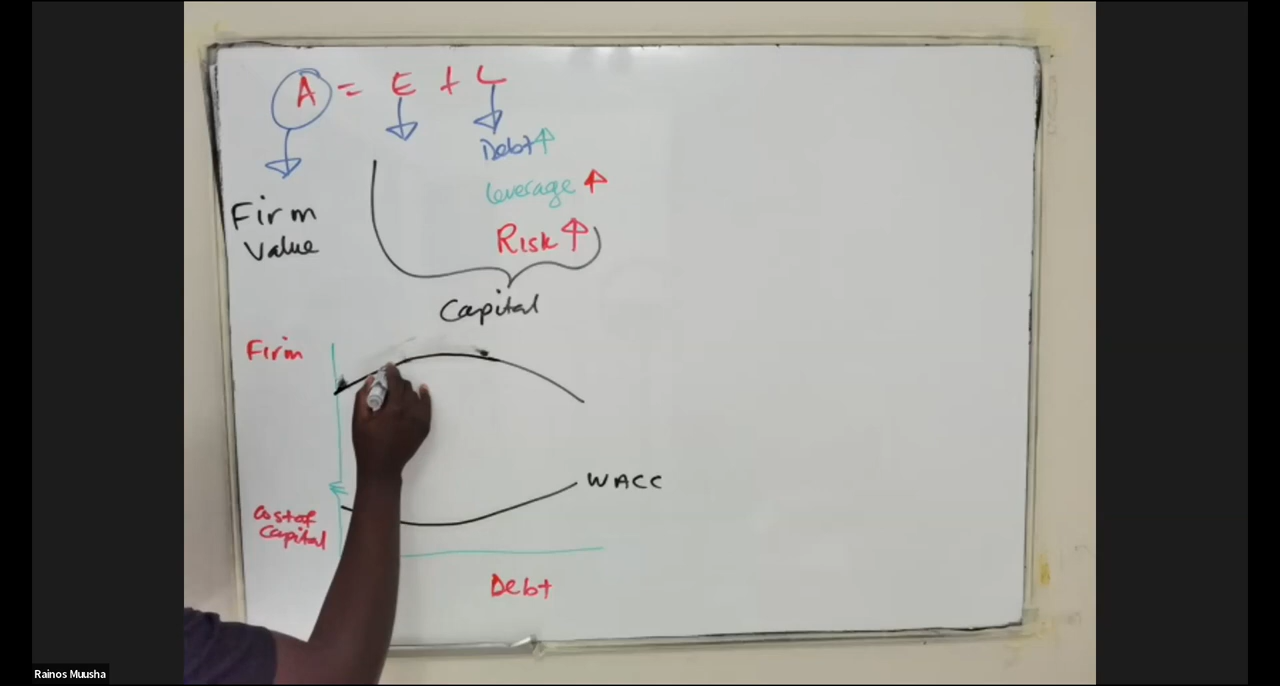 A = E + L
Debt
leverage
Risk
Firm
Value
Capital
Firm
WACC
Cost of
Capital
Debt
Rainos Muusha